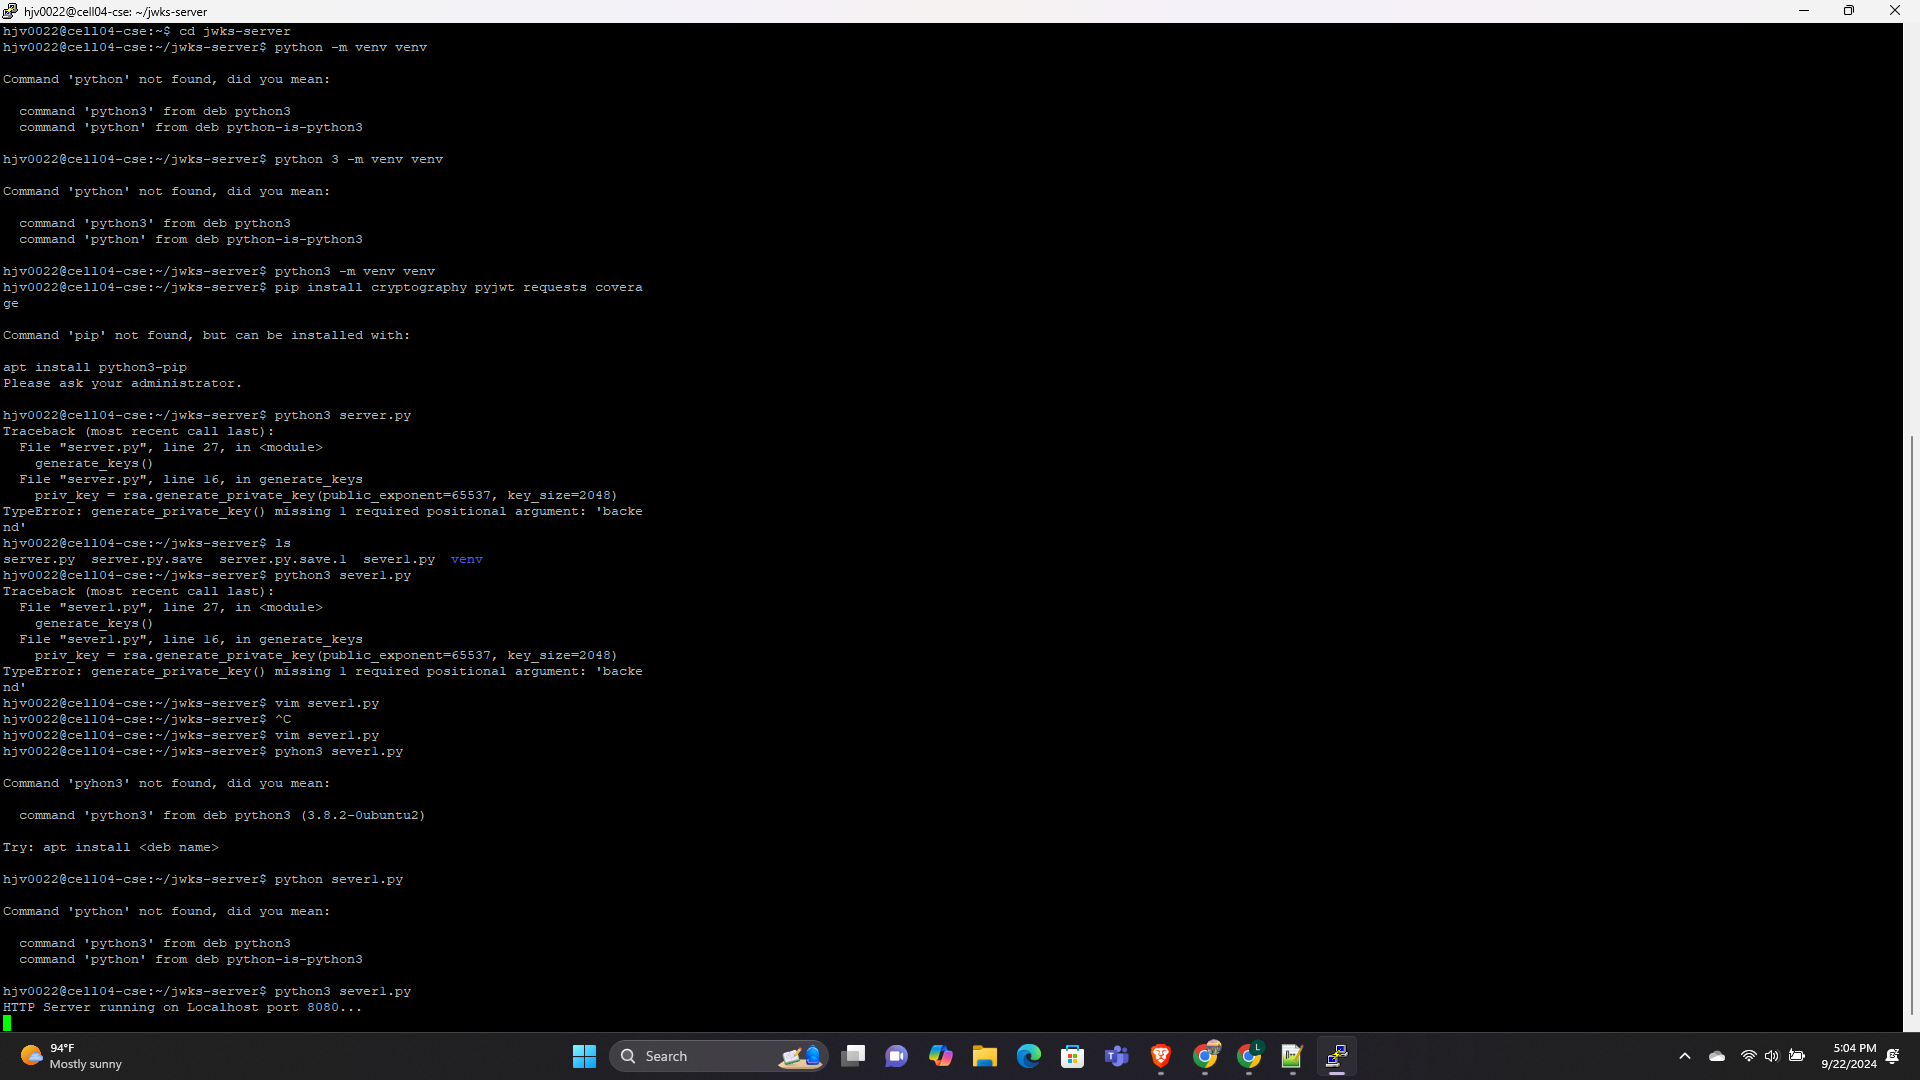 hjv0022@cell04-cse: ~/jwks-server
hjv0022@cell04-cse:~$ cd jwks-server
hjv0022@cell04-cse:~/jwks-server$ python -m venv venv
Command 'python' not found, did you mean:
command 'python3' from deb python3
command 'python' from deb python-is-python3
hjv0022@cell04-cse:~/jwks-server$ python 3 -m venv venv
Command 'python' not found, did you mean:
command 'python3' from deb python3
command 'python' from deb python-is-python3
hjv0022@cell04-cse:~/jwks-server$ python3 -m venv venv
hjv0022@cell04-cse:~/jwks-server$ pip install cryptography pyjwt requests covera
ge
Command 'pip' not found, but can be installed with:
apt install python3-pip
Please ask your administrator.
hjv0022@cell04-cse:~/jwks-server$ python3 server.py
Traceback (most recent call last):
File "server.py", line 27, in <module>
generate_keys()
File "server.py", line 16, in generate_keys
priv_key = rsa.generate_private_key(public_exponent=65537, key_size=2048)
TypeError: generate_private_key() missing 1 required positional argument: 'backe
nd'
hjv0022@cell04-cse:~/jwks-server$ ls
server.py  server.py.save  server.py.save.1  sever1.py  venv
hjv0022@cell04-cse:~/jwks-server$ python3 sever1.py
Traceback (most recent call last):
File "sever1.py", line 27, in <module>
generate_keys()
File "sever1.py", line 16, in generate_keys
priv_key = rsa.generate_private_key(public_exponent=65537, key_size=2048)
TypeError: generate_private_key() missing 1 required positional argument: 'backe
nd'
hjv0022@cell04-cse:~/jwks-server$ vim sever1.py
hjv0022@cell04-cse:~/jwks-server$ ^C
hjv0022@cell04-cse:~/jwks-server$ vim sever1.py
hjv0022@cell04-cse:~/jwks-server$ pyhon3 sever1.py
Command 'pyhon3' not found, did you mean:
command 'python3' from deb python3 (3.8.2-0ubuntu2)
Try: apt install <deb name>
hjv0022@cell04-cse:~/jwks-server$ python sever1.py
Command 'python' not found, did you mean:
command 'python3' from deb python3
command 'python' from deb python-is-python3
hjv0022@cell04-cse:~/jwks-server$ python3 sever1.py
HTTP Server running on Localhost port 8080...
94°F
Mostly sunny
Search
5:04 PM
9/22/2024